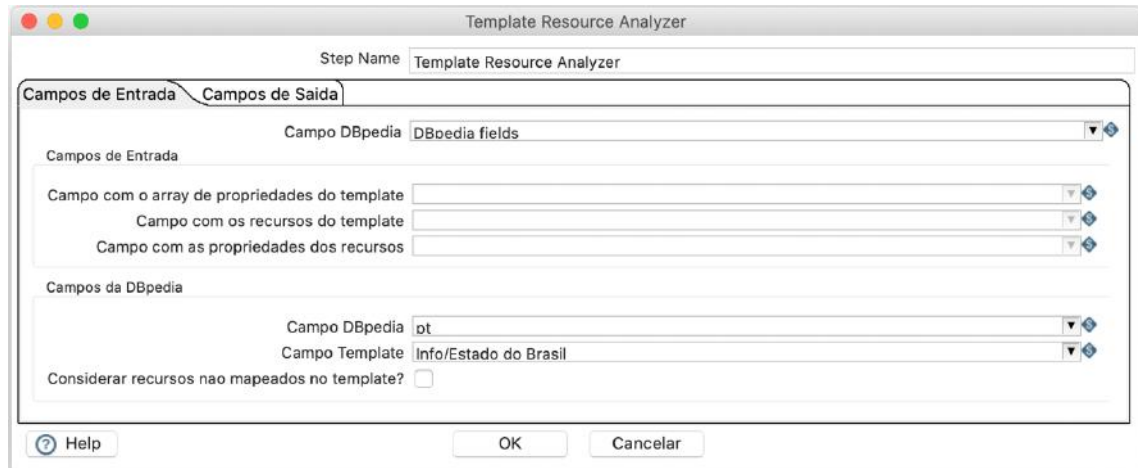 Template Resource Analyzer
Step Name Template Resource Analyzer
Campos de Entrada Campos de Saida
Campo DBpedia DBpedia fields
Campos de Entrada
Campo com o array de propriedades do template
Campo com os recursos do template
Campo com as propriedades dos recursos
Campos da DBpedia
Campo DBpedia pt
Campo Template Info/Estado do Brasil
Considerar recursos nao mapeados no template?
? Help OK Cancelar